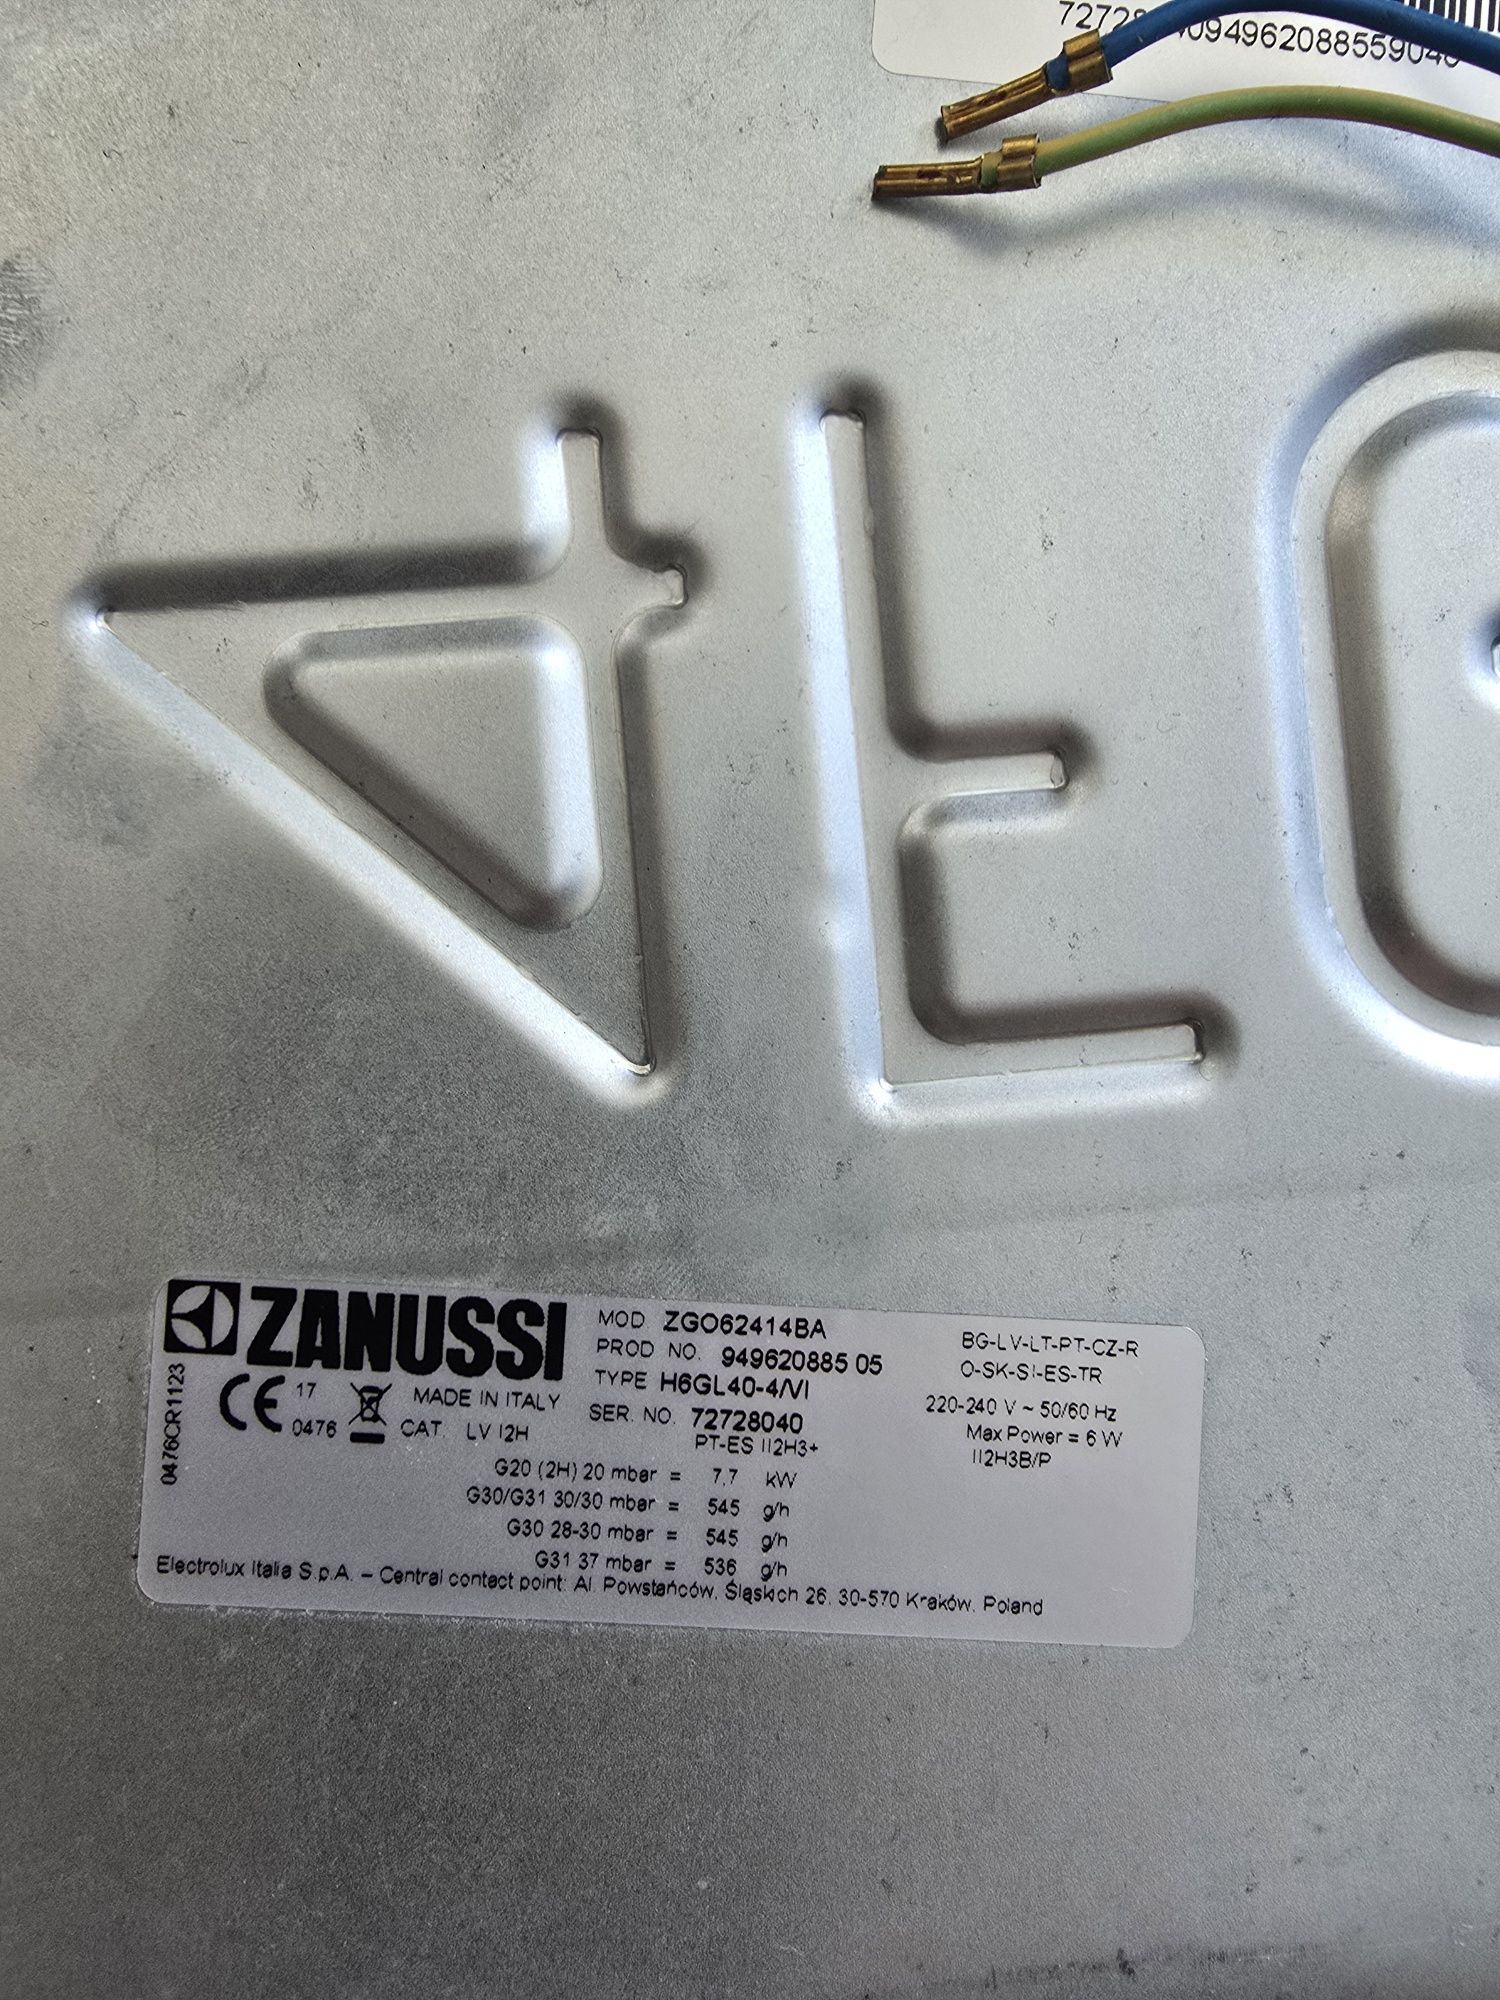 094962088559040
4E
ZANUSSI
MOD. ZGO62414BA
PROD NO. 949620885 05
TYPE H6GL40-4/VI
SER. NO. 72728040
BG-LV-LT-PT-CZ-R
O-SK-SI-ES-TR
220-240 V ~ 50/60 Hz
Max Power = 6 W
II2H3B/P
0476CR1123
CE 17
0476
MADE IN ITALY
CAT. LV I2H
PT-ES II2H3+
G20 (2H) 20 mbar = 7,7 kW
G30/G31 30/30 mbar = 545 g/h
G30 28-30 mbar = 545 g/h
G31 37 mbar = 536 g/h
Electrolux Italia S.p.A. – Central contact point: Al. Powstańców. Śląskich 26. 30-570 Kraków. Poland